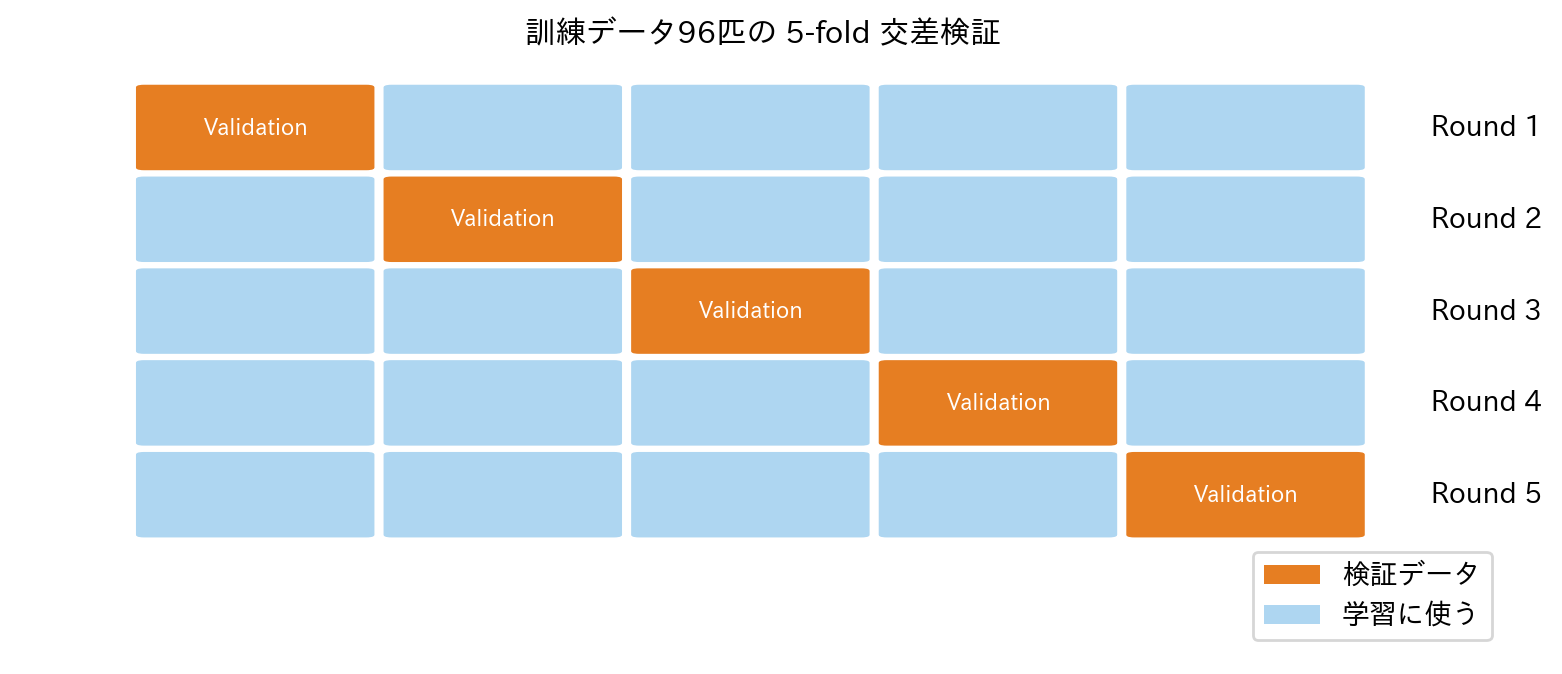 訓練データ96匹の 5-fold 交差検証
Validation
Round 1
Validation
Round 2
Validation
Round 3
Validation
Round 4
Validation
Round 5
検証データ
学習に使う